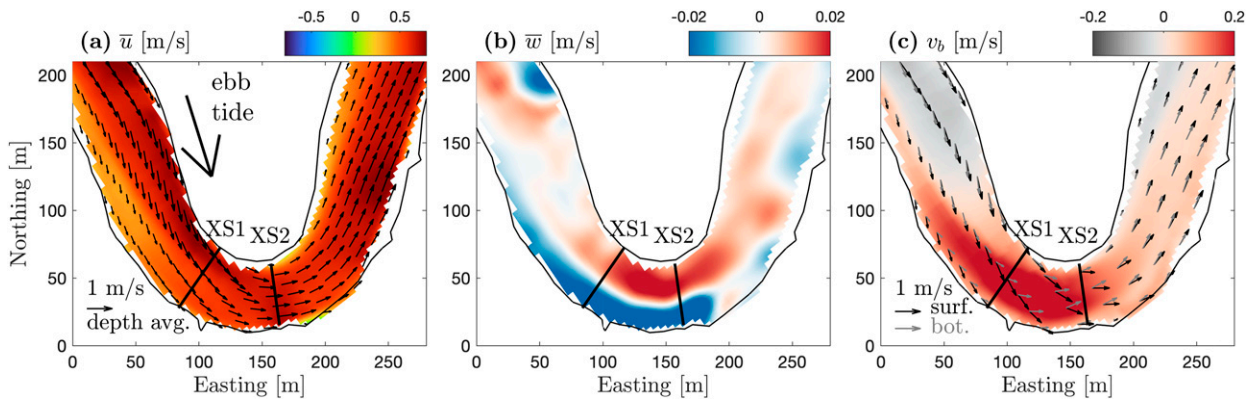 -0.5 0 0.5
(a) u̅ [m/s]
200
150
100
50
0
Northing [m]
ebb
tide
XS1
XS2
1 m/s
depth avg.
0 50 100 150 200 250
Easting [m]
-0.02 0 0.02
(b) w̅ [m/s]
200
150
100
50
0
XS1
XS2
0 50 100 150 200 250
Easting [m]
-0.2 0 0.2
(c) v_b [m/s]
200
150
100
50
0
XS1
XS2
1 m/s
surf.
bot.
0 50 100 150 200 250
Easting [m]